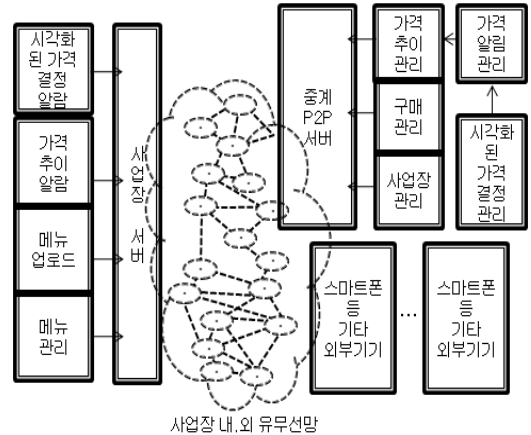 시각화
된 가격
결정
알람
가격
추이
알람
메뉴
업로드
메뉴
관리
사업장 서버
중계
P2P
서버
가격
추이
관리
구매
관리
사업장
관리
가격
알림
관리
시각화
된
가격
결정
관리
스마트폰
등
기타
외부기기
...
스마트폰
등
기타
외부기기
사업장 내.외 유무선망